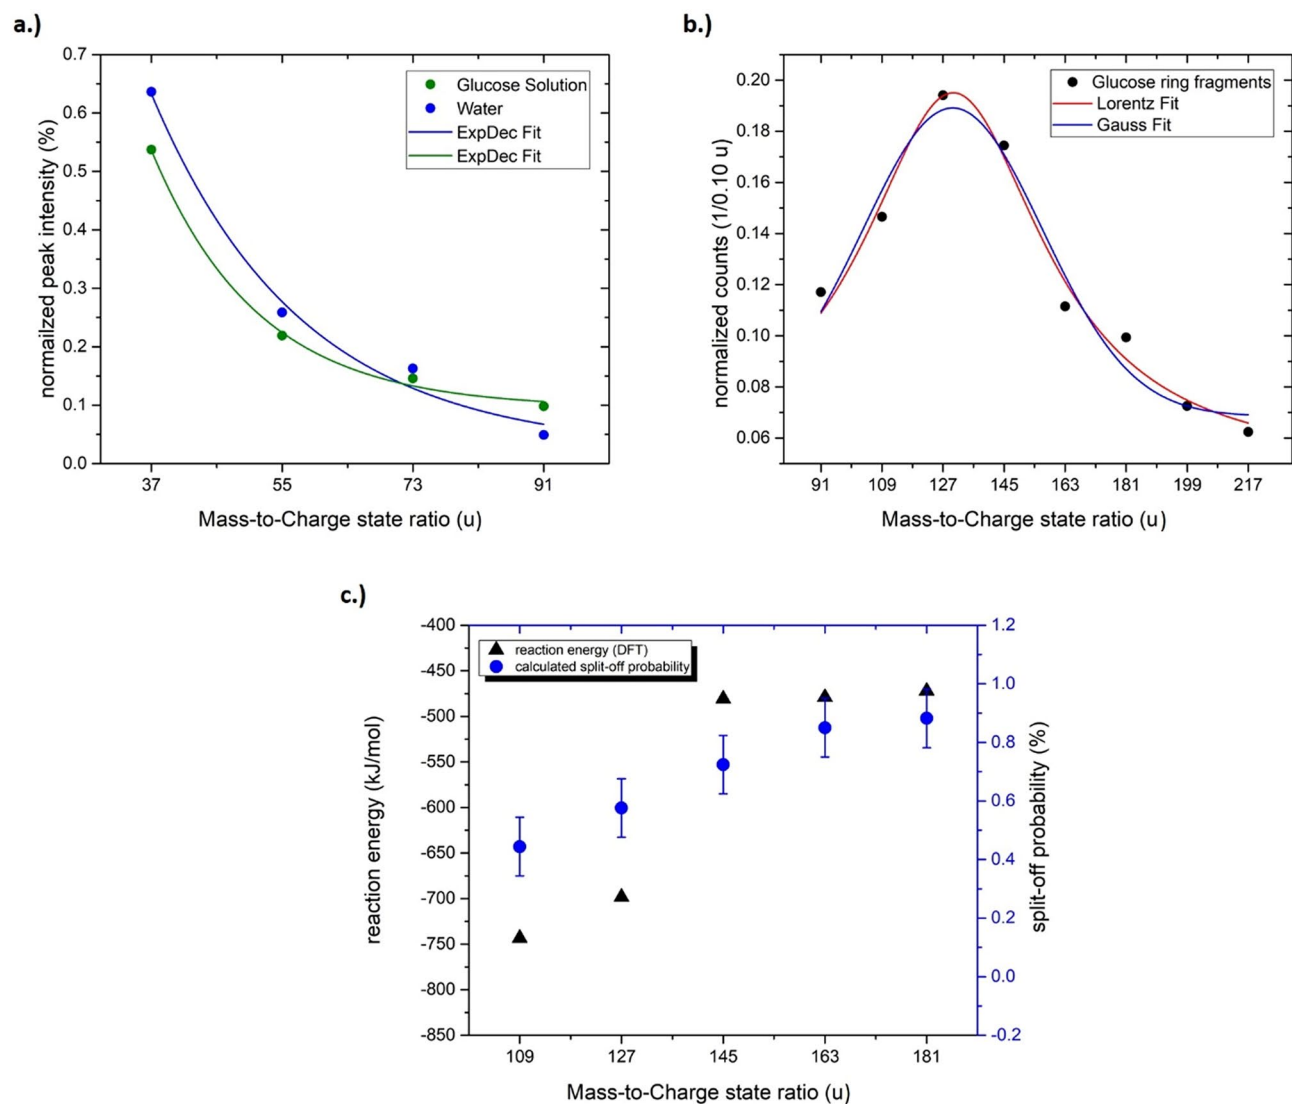 a.)
normailzed peak intensity (%)
0.7
0.6
0.5
0.4
0.3
0.2
0.1
0.0
Glucose Solution
Water
ExpDec Fit
ExpDec Fit
37 55 73 91
Mass-to-Charge state ratio (u)
b.)
normalized counts (1/0.10 u)
0.20
0.18
0.16
0.14
0.12
0.10
0.08
0.06
Glucose ring fragments
Lorentz Fit
Gauss Fit
91 109 127 145 163 181 199 217
Mass-to-Charge state ratio (u)
c.)
reaction energy (kJ/mol)
-400
-450
-500
-550
-600
-650
-700
-750
-800
-850
reaction energy (DFT)
calculated split-off probability
1.2
1.0
0.8
0.6
0.4
0.2
0.0
-0.2
split-off probability (%)
109 127 145 163 181
Mass-to-Charge state ratio (u)